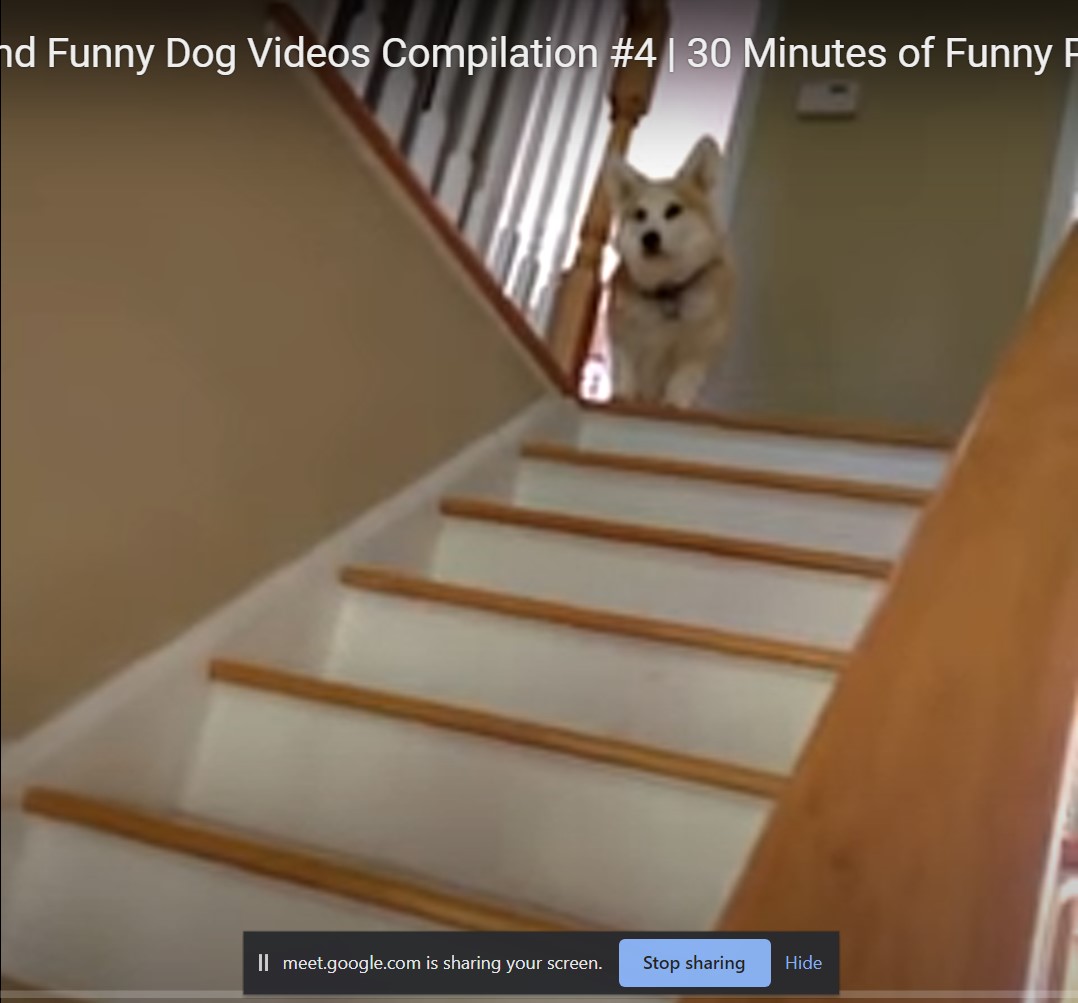 nd Funny Dog Videos Compilation #4 | 30 Minutes of Funny P
meet.google.com is sharing your screen. Stop sharing Hide